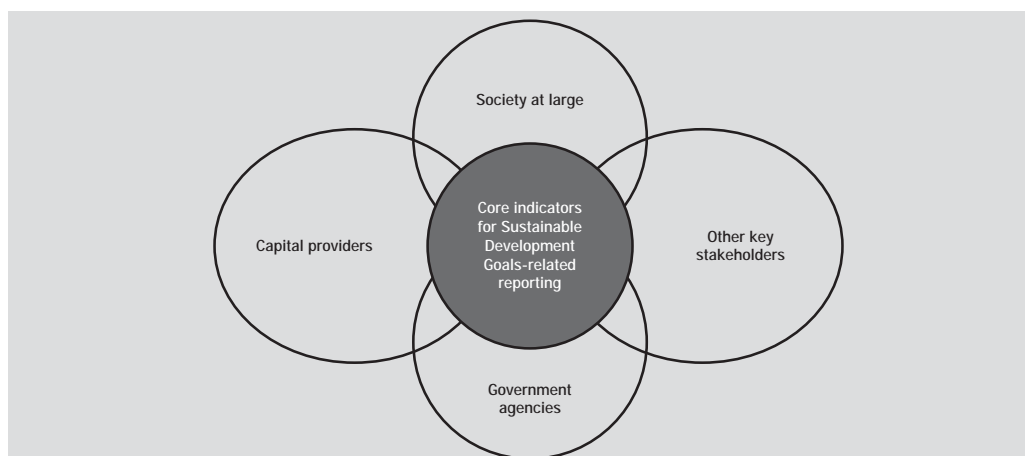 Society at large
Capital providers
Core indicators
for Sustainable
Development
Goals-related
reporting
Other key
stakeholders
Government
agencies